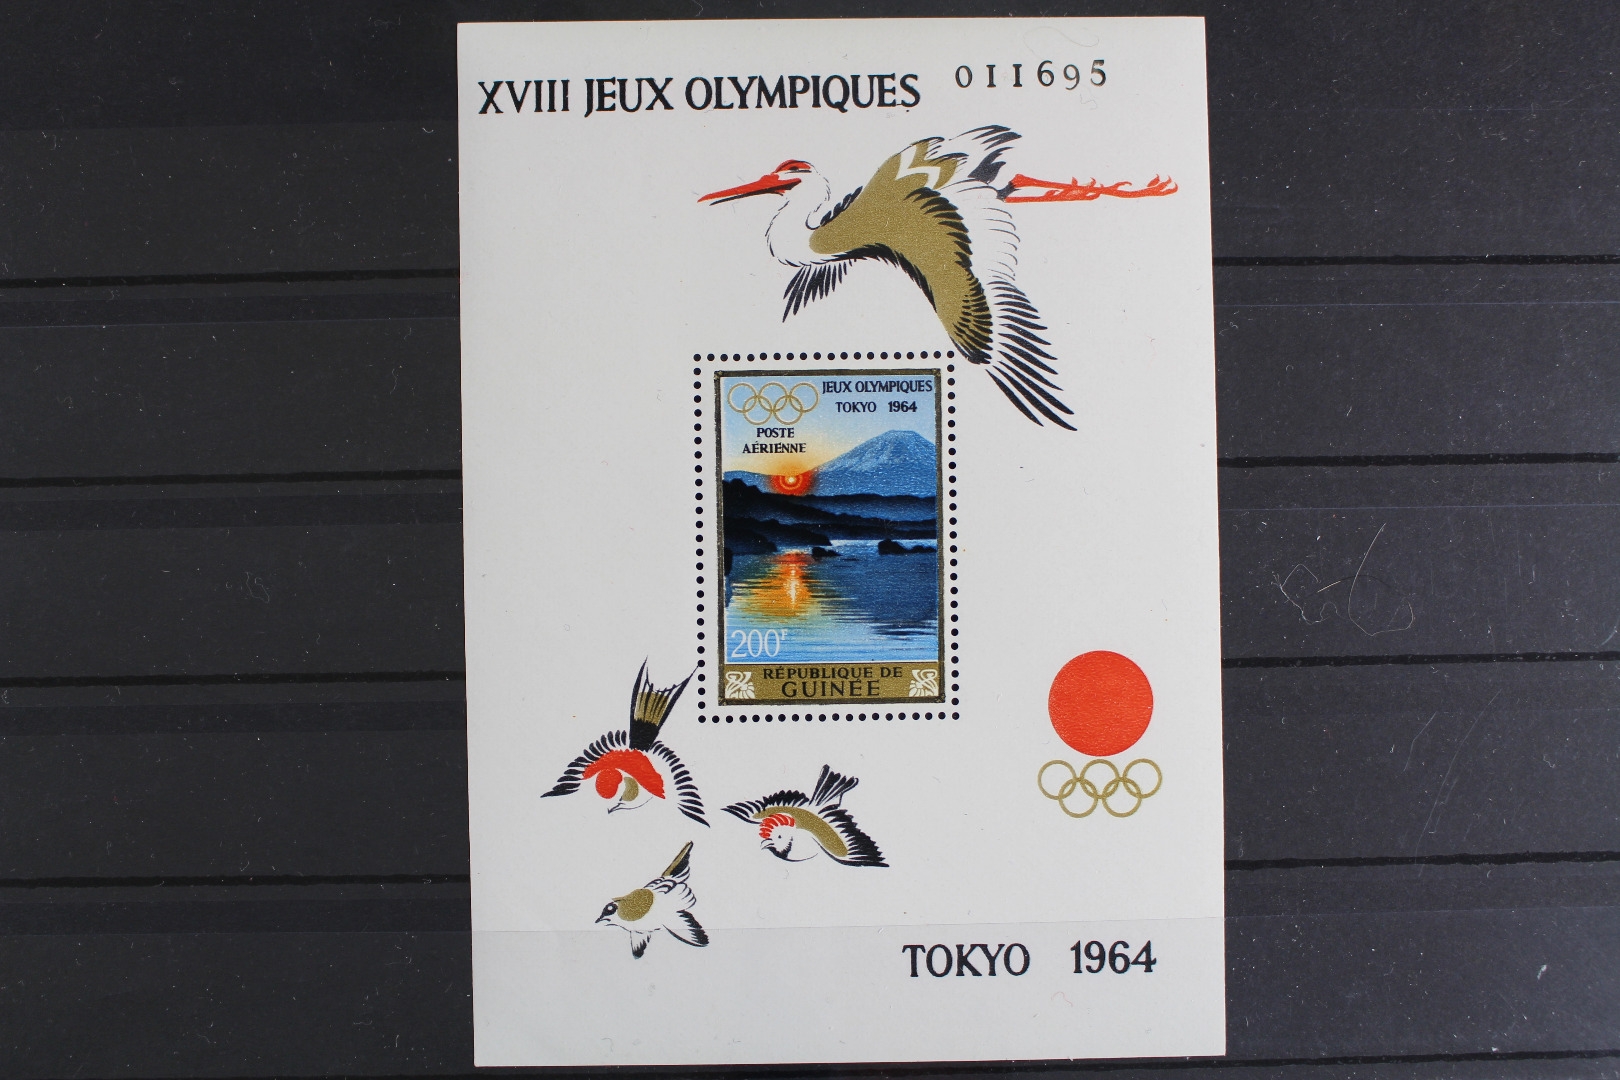 XVIII JEUX OLYMPIQUES 011695
JEUX OLYMPIQUES
TOKYO 1964
POSTE
AÉRIENNE
200F
RÉPUBLIQUE DE
GUINÉE
TOKYO 1964